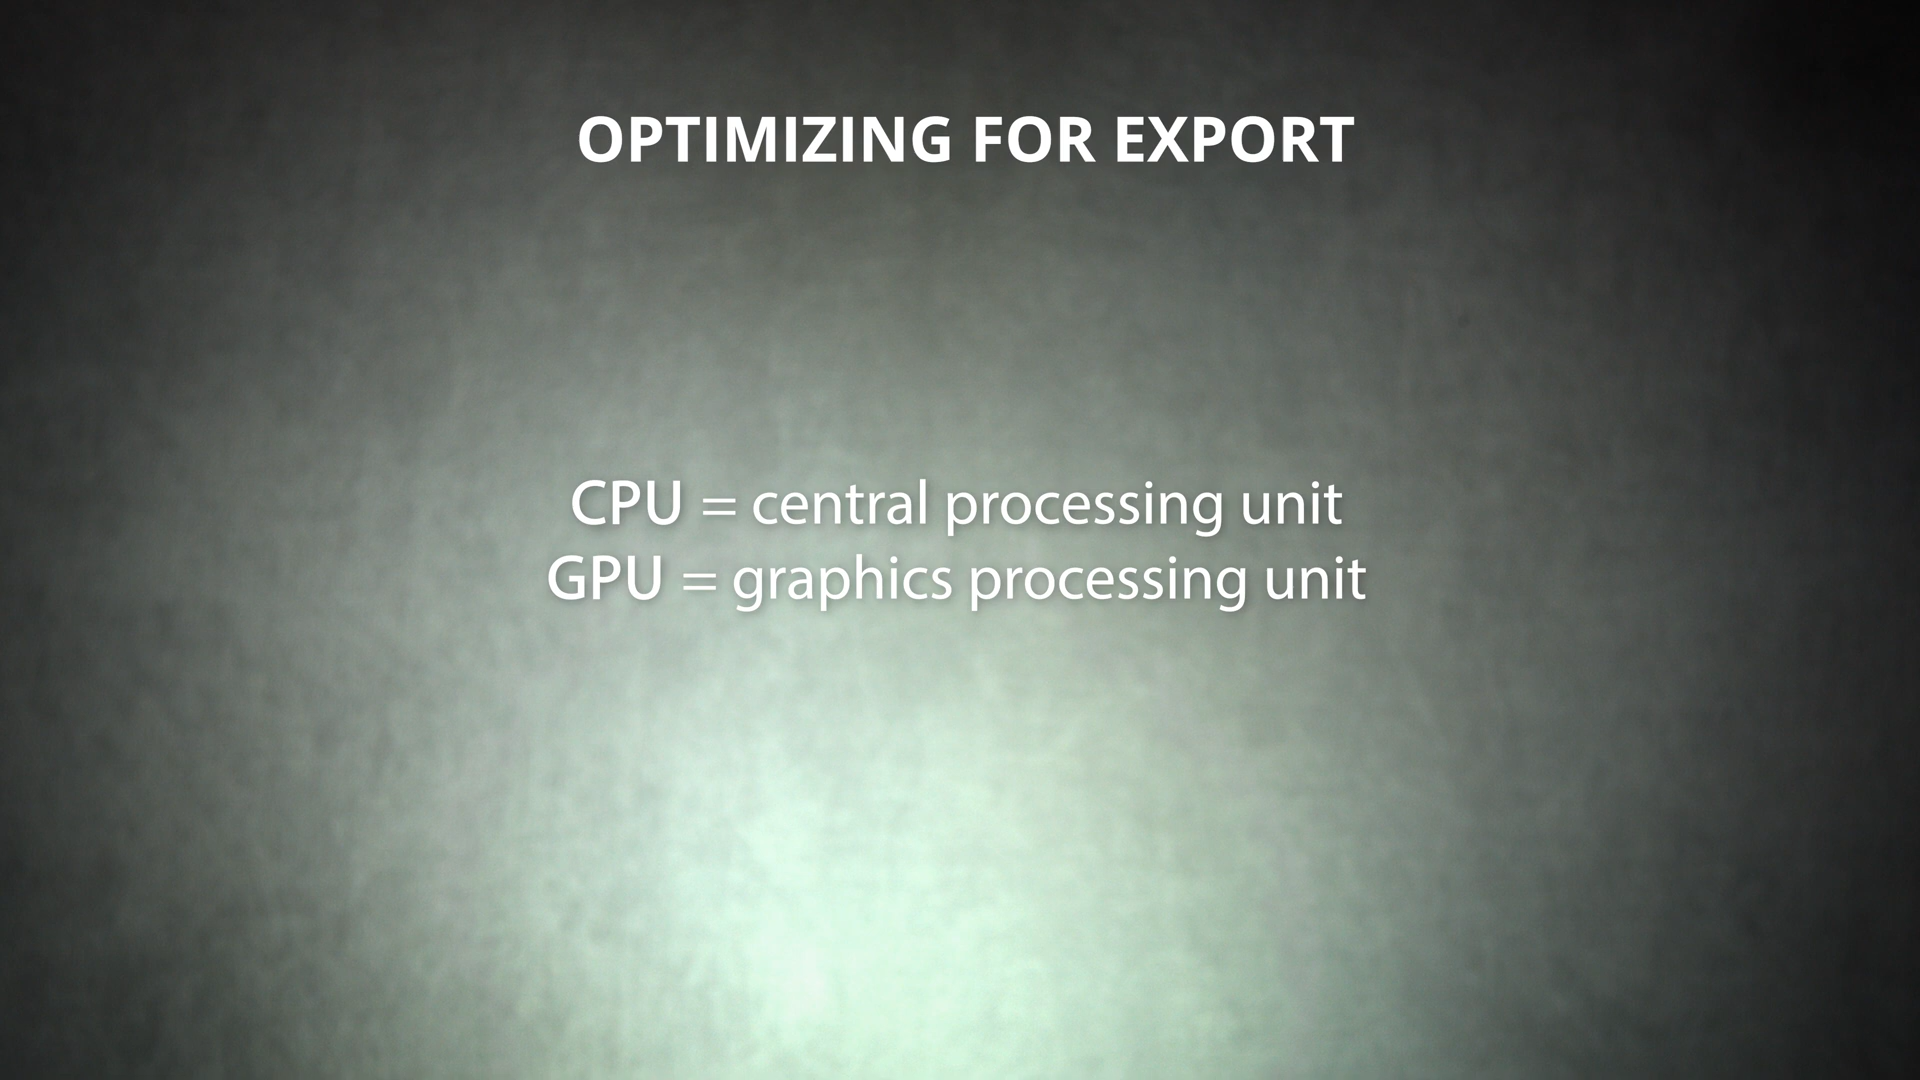 OPTIMIZING FOR EXPORT
CPU = central processing unit
GPU = graphics processing unit